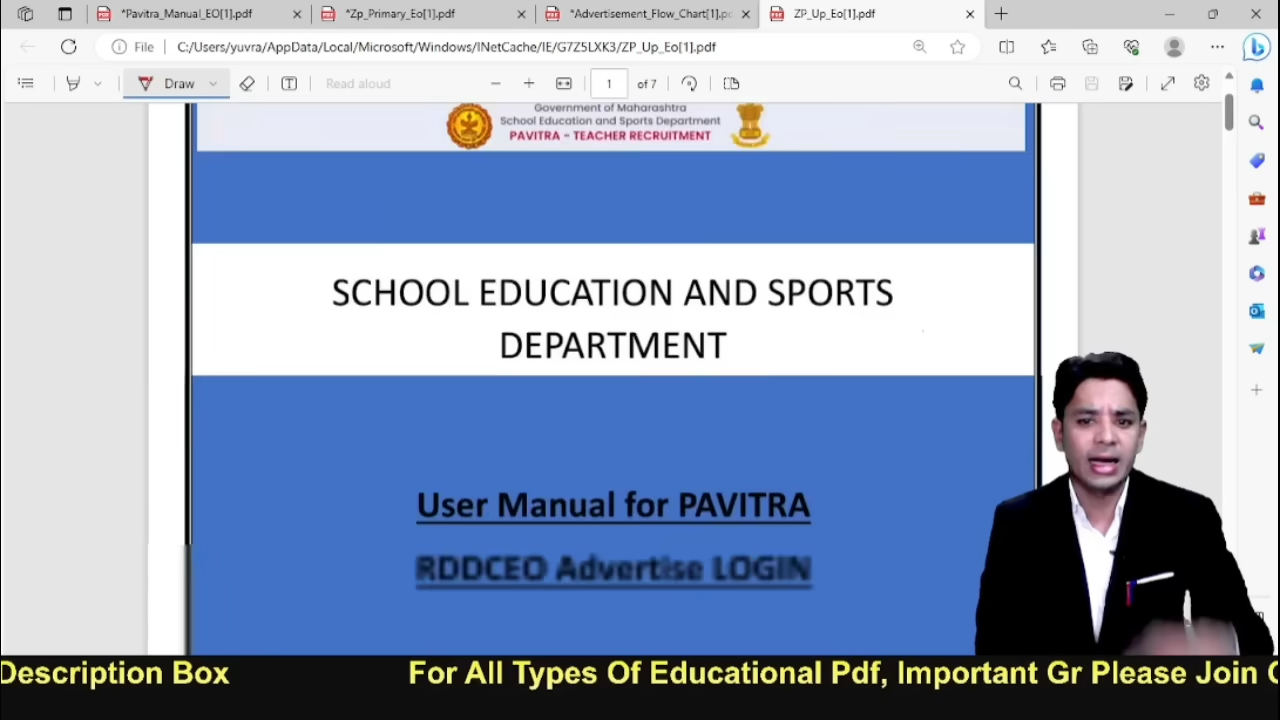 *Pavitra_Manual_EO[1].pdf
*Zp_Primary_Eo[1].pdf
*Advertisement_Flow_Chart[1].pd
ZP_Up_Eo[1].pdf
File
C:/Users/yuvra/AppData/Local/Microsoft/Windows/INetCache/IE/G7Z5LXK3/ZP_Up_Eo[1].pdf
Draw
Read aloud
1
of 7
Government of Maharashtra
School Education and Sports Department
PAVITRA - TEACHER RECRUITMENT
SCHOOL EDUCATION AND SPORTS
DEPARTMENT
User Manual for PAVITRA
RDDCEO Advertise LOGIN
Description Box
For All Types Of Educational Pdf, Important Gr Please Join